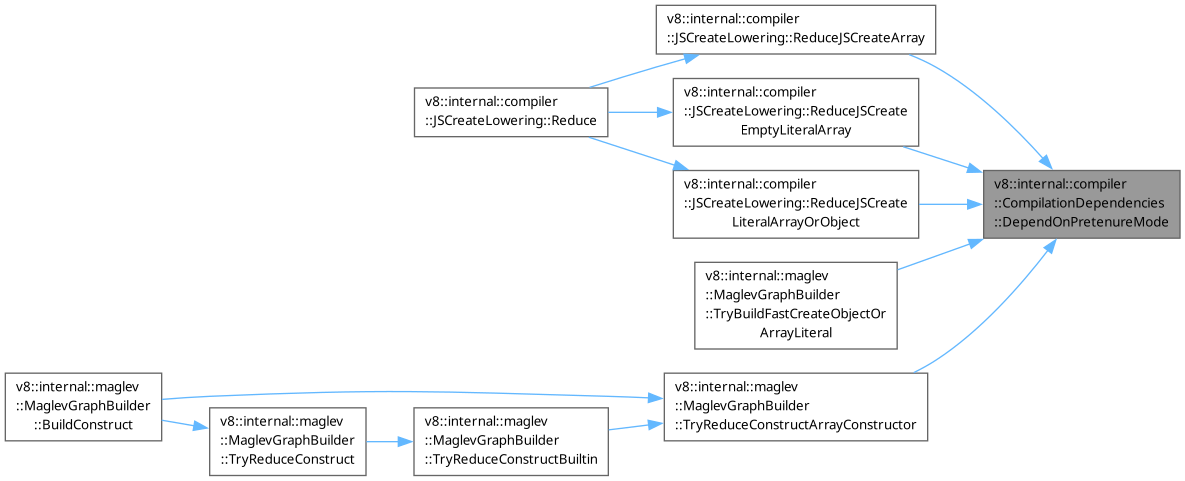 v8::internal::compiler
::JSCreateLowering::ReduceJSCreateArray
v8::internal::compiler
::JSCreateLowering::Reduce
v8::internal::compiler
::JSCreateLowering::ReduceJSCreate
EmptyLiteralArray
v8::internal::compiler
::JSCreateLowering::ReduceJSCreate
LiteralArrayOrObject
v8::internal::compiler
::CompilationDependencies
::DependOnPretenureMode
v8::internal::maglev
::MaglevGraphBuilder
::TryBuildFastCreateObjectOr
ArrayLiteral
v8::internal::maglev
::MaglevGraphBuilder
::BuildConstruct
v8::internal::maglev
::MaglevGraphBuilder
::TryReduceConstruct
v8::internal::maglev
::MaglevGraphBuilder
::TryReduceConstructBuiltin
v8::internal::maglev
::MaglevGraphBuilder
::TryReduceConstructArrayConstructor